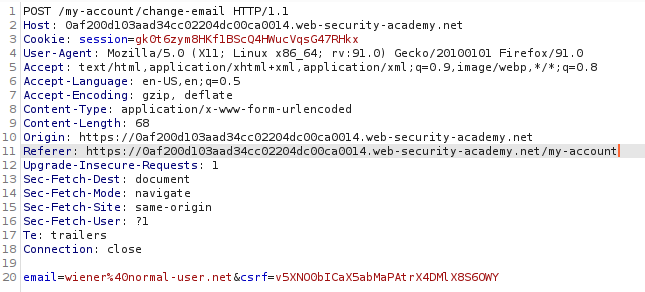 1 POST /my-account/change-email HTTP/1.1
2 Host: 0af200d103aad34cc02204dc00ca0014.web-security-academy.net
3 Cookie: session=gkOt6zym8HKf1BScQ4HWucVqsG47RHkx
4 User-Agent: Mozilla/5.0 (X11; Linux x86_64; rv:91.0) Gecko/20100101 Firefox/91.0
5 Accept: text/html,application/xhtml+xml,application/xml;q=0.9,image/webp,*/*;q=0.8
6 Accept-Language: en-US,en;q=0.5
7 Accept-Encoding: gzip, deflate
8 Content-Type: application/x-www-form-urlencoded
9 Content-Length: 68
10 Origin: https://0af200d103aad34cc02204dc00ca0014.web-security-academy.net
11 Referer: https://0af200d103aad34cc02204dc00ca0014.web-security-academy.net/my-account
12 Upgrade-Insecure-Requests: 1
13 Sec-Fetch-Dest: document
14 Sec-Fetch-Mode: navigate
15 Sec-Fetch-Site: same-origin
16 Sec-Fetch-User: ?1
17 Te: trailers
18 Connection: close
19
20 email=wiener%40normal-user.net&csrf=v5XNO0bICaX5abMaPAtrX4DMlX8S6OWY